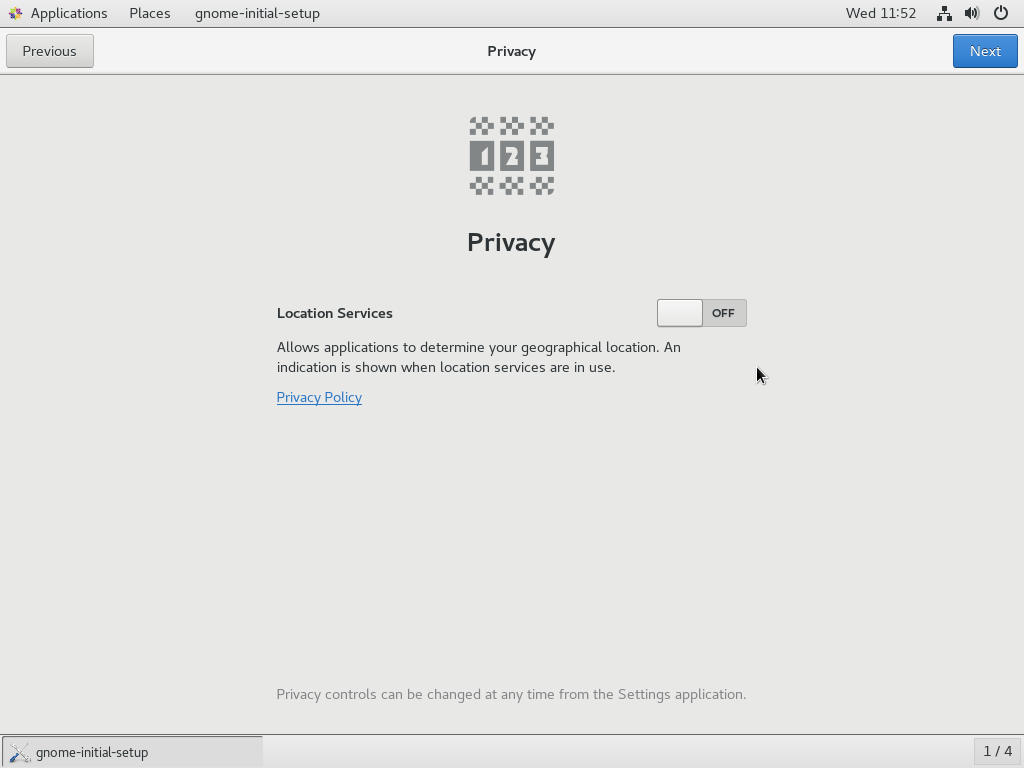 Applications Places gnome-initial-setup Wed 11:52
Previous Privacy Next
1 2 3
Privacy
Location Services OFF
Allows applications to determine your geographical location. An
indication is shown when location services are in use.
Privacy Policy
Privacy controls can be changed at any time from the Settings application.
gnome-initial-setup 1 / 4